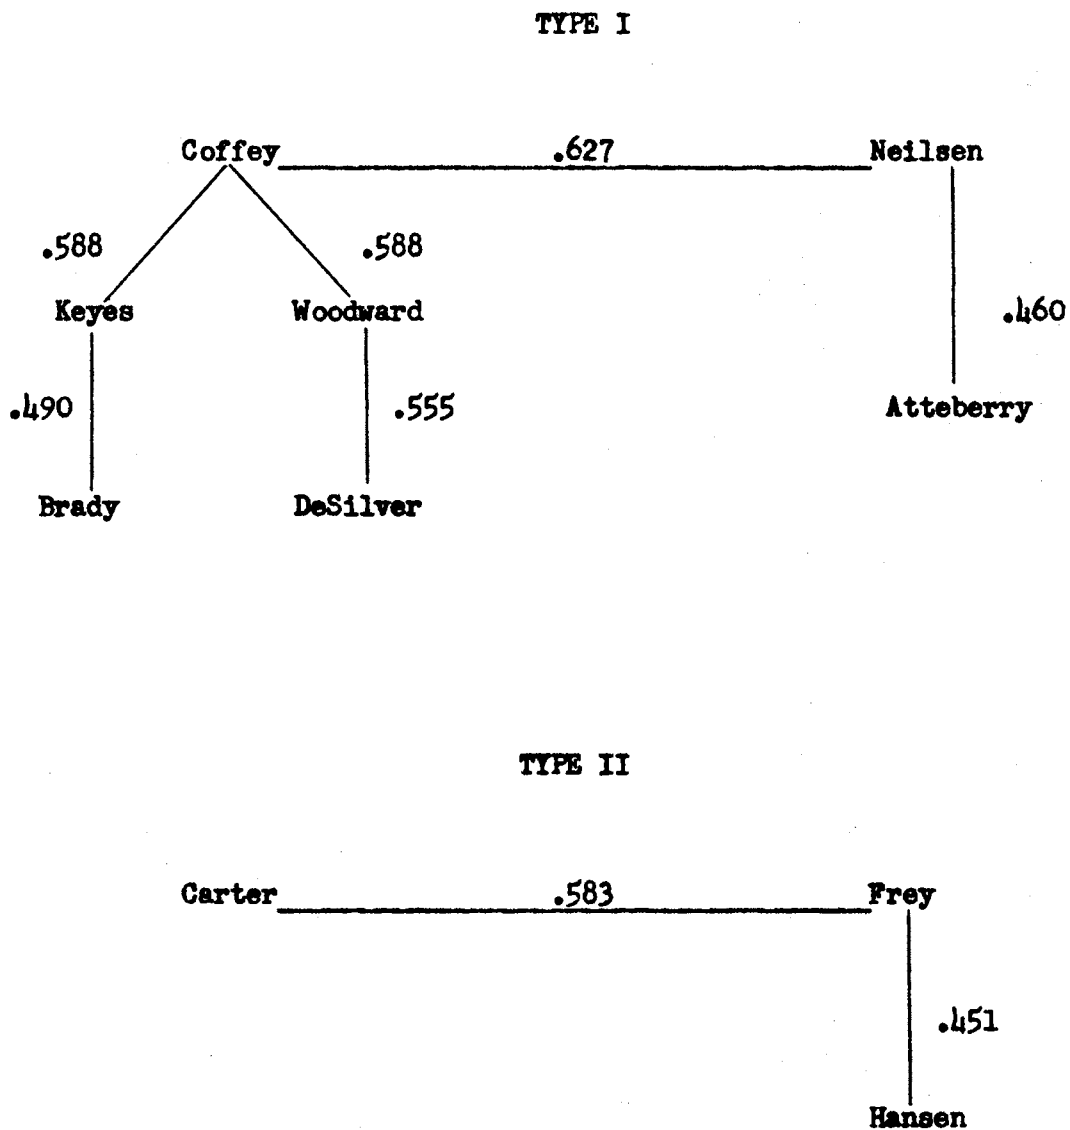 TYPE I
Coffey .627 Neilsen
.588 .588
Keyes Woodward .460
.490 .555 Atteberry
Brady DeSilver
TYPE II
Carter .583 Frey
.451
Hansen